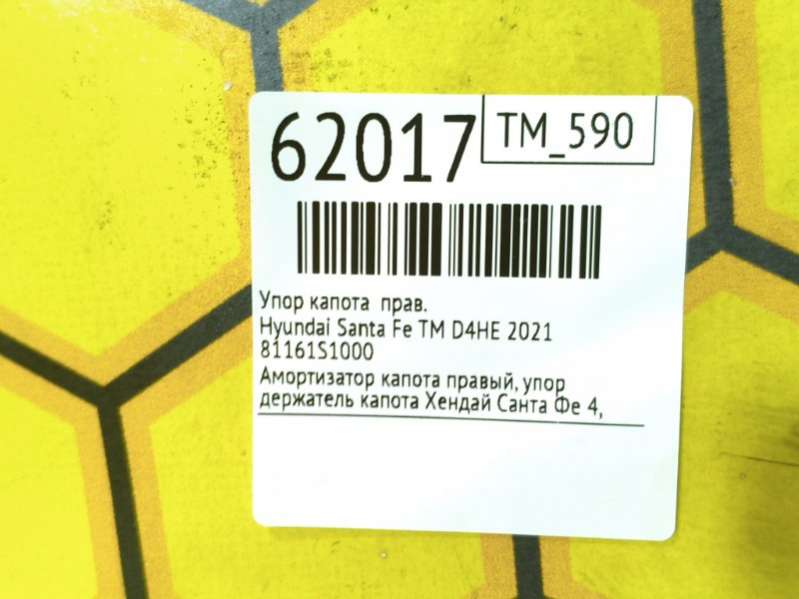 62017
TM_590
Упор капота прав.
Hyundai Santa Fe TM D4HE 2021
81161S1000
Амортизатор капота правый, упор
держатель капота Хендай Санта Фе 4,